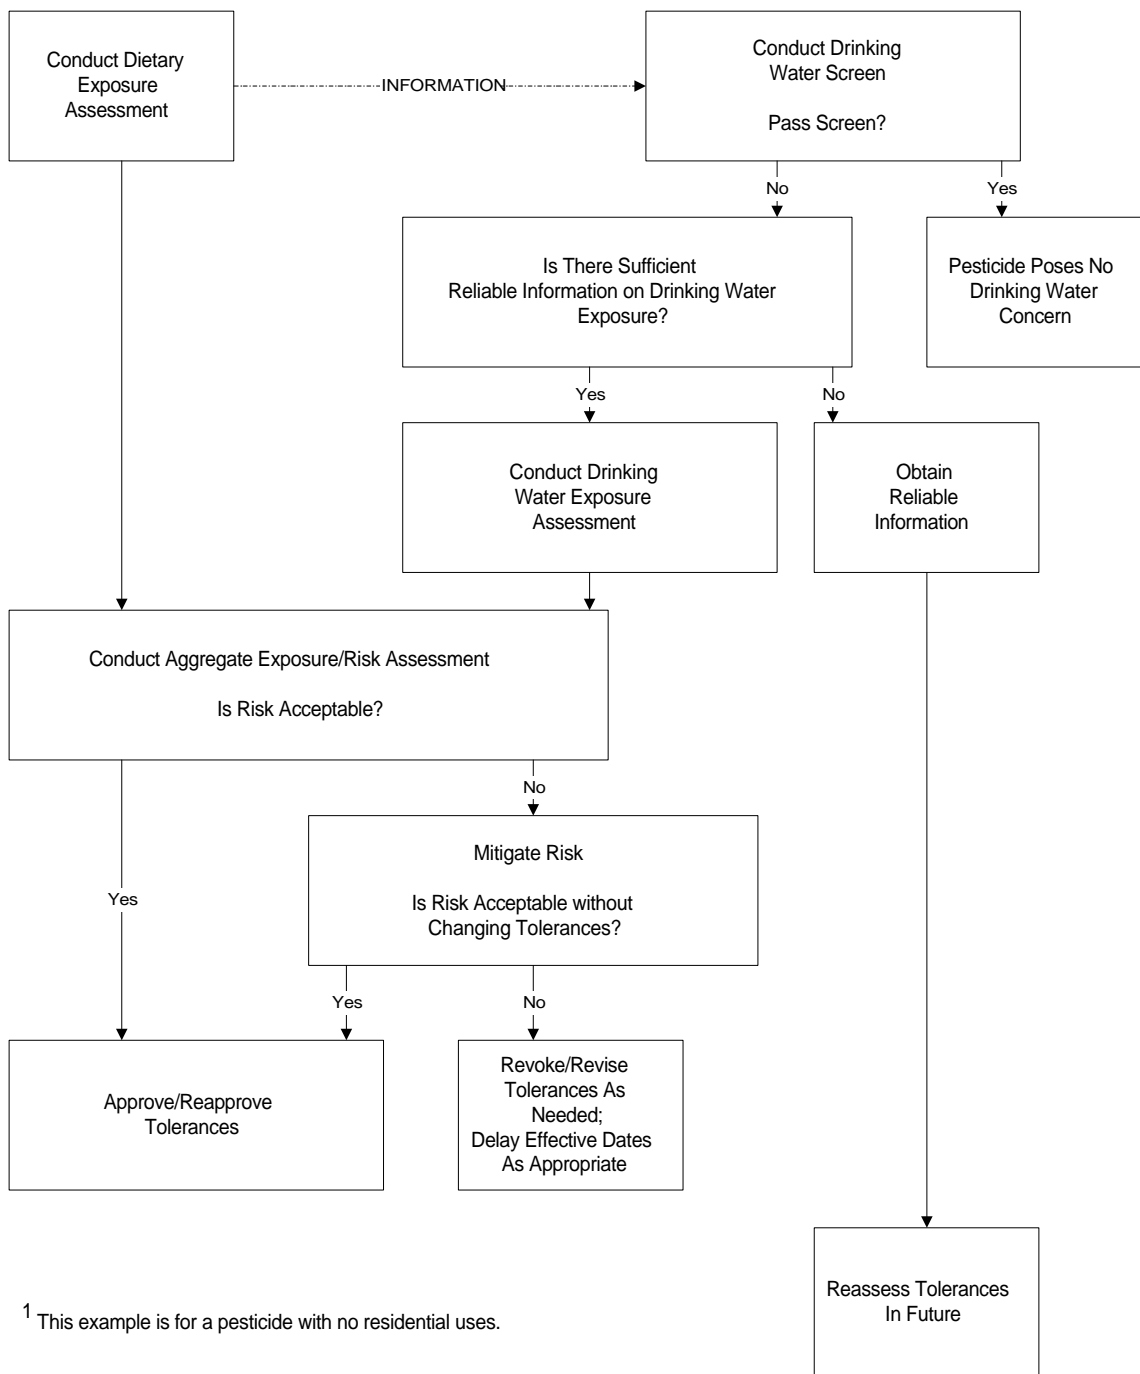 Conduct Dietary
Exposure
Assessment
INFORMATION
Conduct Drinking
Water Screen
Pass Screen?
No
Yes
Is There Sufficient
Reliable Information on Drinking Water
Exposure?
Pesticide Poses No
Drinking Water
Concern
Yes
No
Conduct Drinking
Water Exposure
Assessment
Obtain
Reliable
Information
Conduct Aggregate Exposure/Risk Assessment
Is Risk Acceptable?
Yes
No
Mitigate Risk
Is Risk Acceptable without
Changing Tolerances?
Yes
No
Approve/Reapprove
Tolerances
Revoke/Revise
Tolerances As
Needed;
Delay Effective Dates
As Appropriate
Reassess Tolerances
In Future
1 This example is for a pesticide with no residential uses.